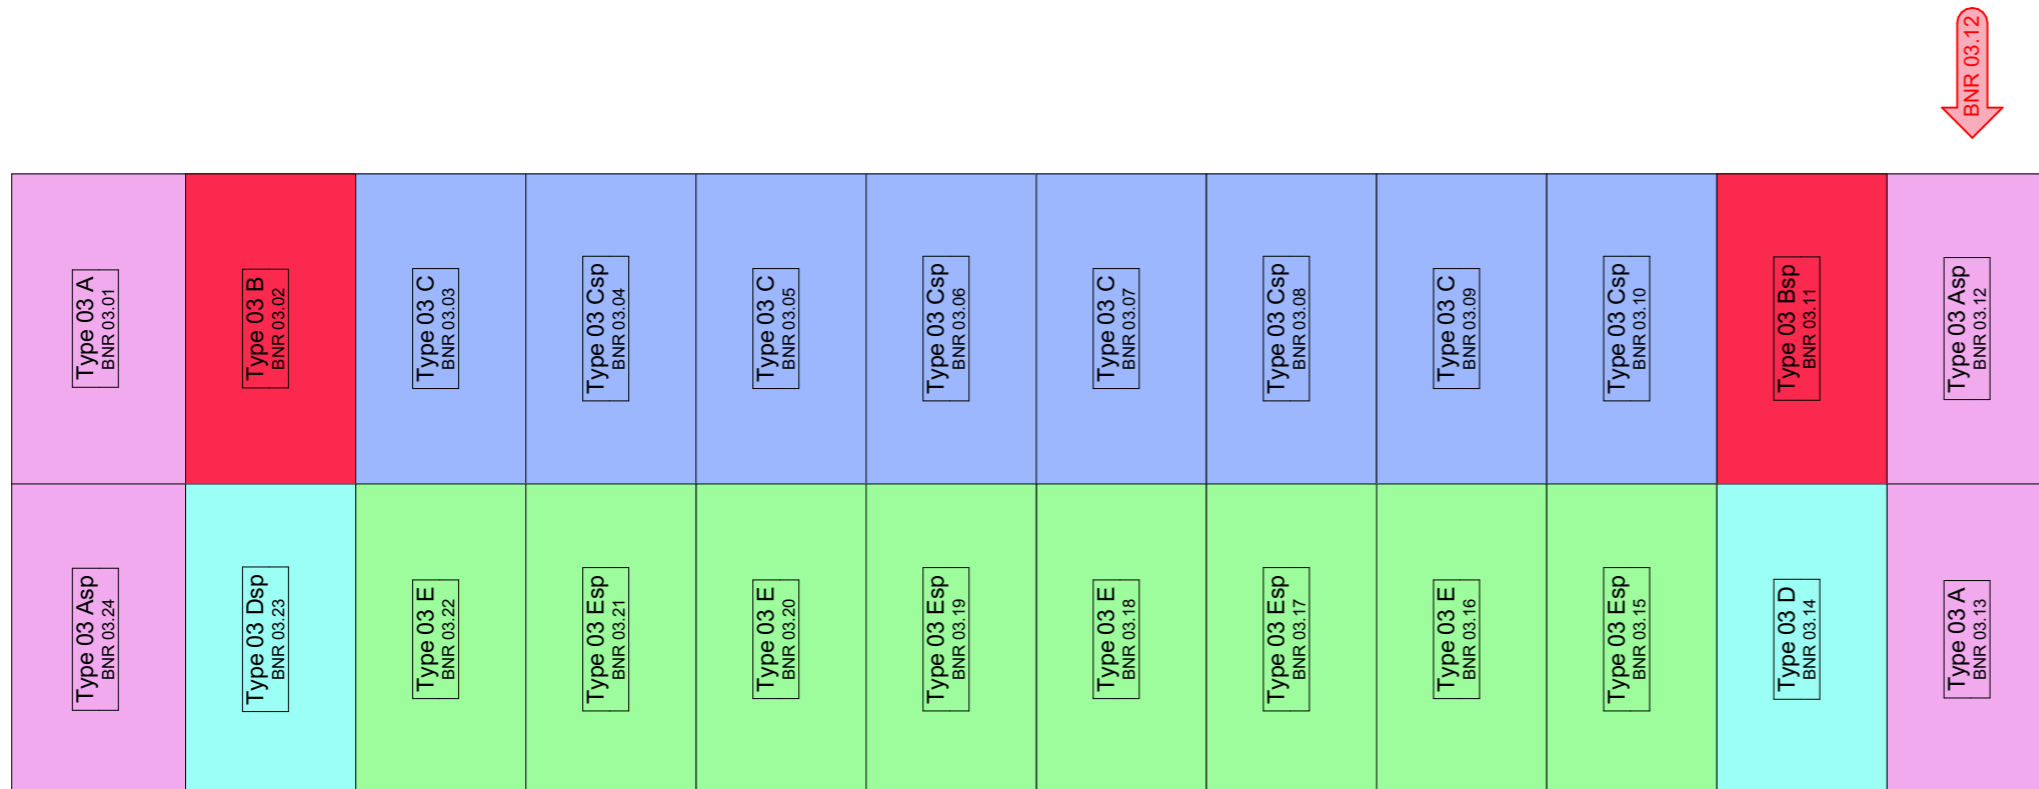 BNR 03.12
Type 03 A
BNR 03.01
Type 03 B
BNR 03.02
Type 03 C
BNR 03.03
Type 03 Csp
BNR 03.04
Type 03 C
BNR 03.05
Type 03 Csp
BNR 03.06
Type 03 C
BNR 03.07
Type 03 Csp
BNR 03.08
Type 03 C
BNR 03.09
Type 03 Csp
BNR 03.10
Type 03 Bsp
BNR 03.11
Type 03 Asp
BNR 03.12
Type 03 Asp
BNR 03.24
Type 03 Dsp
BNR 03.23
Type 03 E
BNR 03.22
Type 03 Esp
BNR 03.21
Type 03 E
BNR 03.20
Type 03 Esp
BNR 03.19
Type 03 E
BNR 03.18
Type 03 Esp
BNR 03.17
Type 03 E
BNR 03.16
Type 03 Esp
BNR 03.15
Type 03 D
BNR 03.14
Type 03 A
BNR 03.13